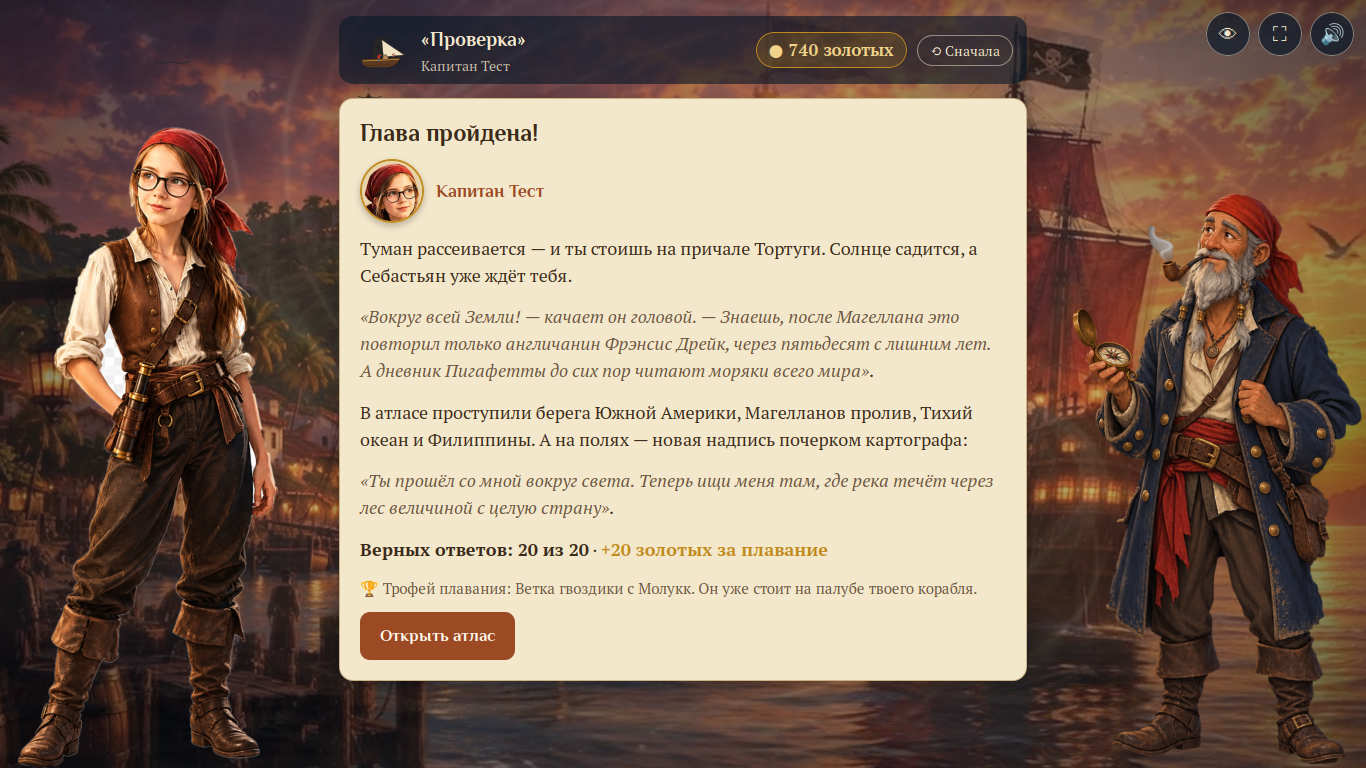 «Проверка»
Капитан Тест
740 золотых
⟲ Сначала
Глава пройдена!
Капитан Тест
Туман рассеивается — и ты стоишь на причале Тортуги. Солнце садится, а
Себастьян уже ждёт тебя.
«Вокруг всей Земли! — качает он головой. — Знаешь, после Магеллана это
повторил только англичанин Фрэнсис Дрейк, через пятьдесят с лишним лет.
А дневник Пигафетты до сих пор читают моряки всего мира».
В атласе проступили берега Южной Америки, Магелланов пролив, Тихий
океан и Филиппины. А на полях — новая надпись почерком картографа:
«Ты прошёл со мной вокруг света. Теперь ищи меня там, где река течёт через
лес величиной с целую страну».
Верных ответов: 20 из 20 · +20 золотых за плавание
🏆 Трофей плавания: Ветка гвоздики с Молукк. Он уже стоит на палубе твоего корабля.
Открыть атлас